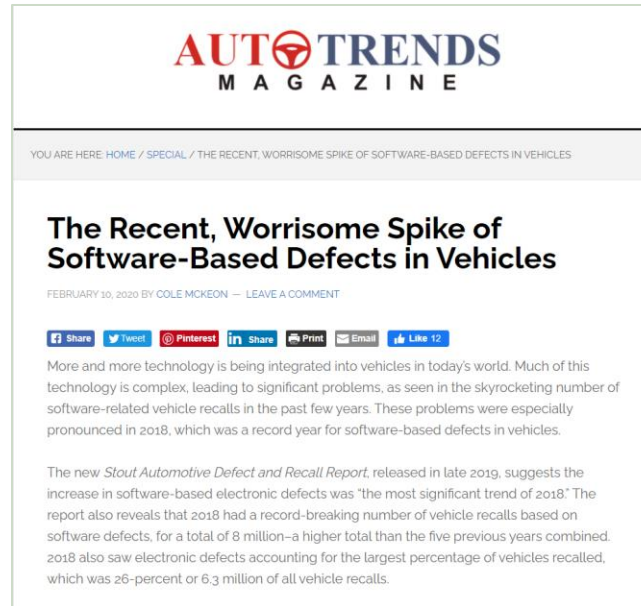 AUTOTRENDS
MAGAZINE
YOU ARE HERE: HOME / SPECIAL / THE RECENT, WORRISOME SPIKE OF SOFTWARE-BASED DEFECTS IN VEHICLES
The Recent, Worrisome Spike of
Software-Based Defects in Vehicles
FEBRUARY 10, 2020 BY COLE MCKEON — LEAVE A COMMENT
Share Tweet Pinterest Share Print Email Like 12
More and more technology is being integrated into vehicles in today's world. Much of this
technology is complex, leading to significant problems, as seen in the skyrocketing number of
software-related vehicle recalls in the past few years. These problems were especially
pronounced in 2018, which was a record year for software-based defects in vehicles.
The new Stout Automotive Defect and Recall Report, released in late 2019, suggests the
increase in software-based electronic defects was “the most significant trend of 2018.” The
report also reveals that 2018 had a record-breaking number of vehicle recalls based on
software defects, for a total of 8 million–a higher total than the five previous years combined.
2018 also saw electronic defects accounting for the largest percentage of vehicles recalled,
which was 26-percent or 6.3 million of all vehicle recalls.